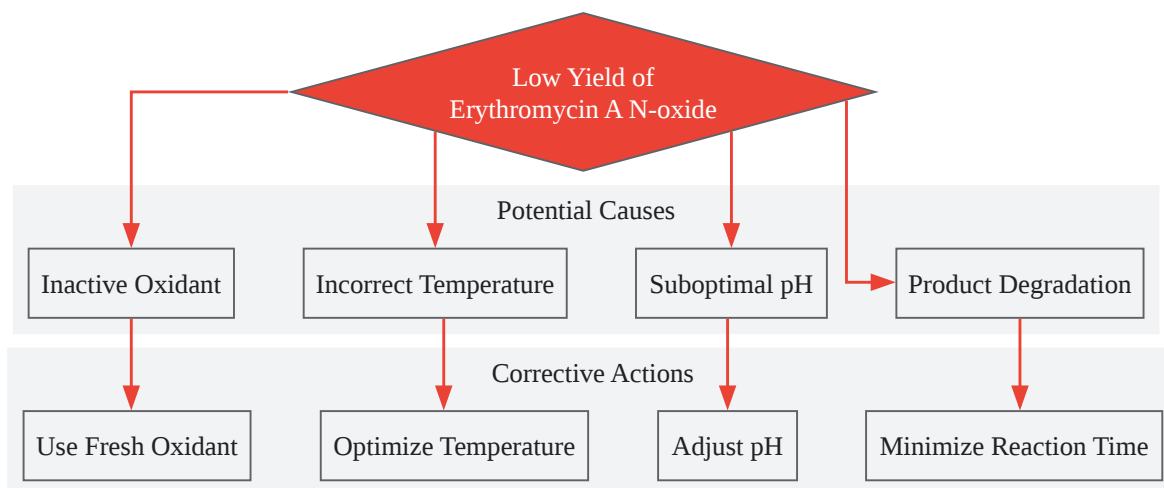 Low Yield of
Erythromycin A N-oxide
Potential Causes
Inactive Oxidant
Incorrect Temperature
Suboptimal pH
Product Degradation
Corrective Actions
Use Fresh Oxidant
Optimize Temperature
Adjust pH
Minimize Reaction Time